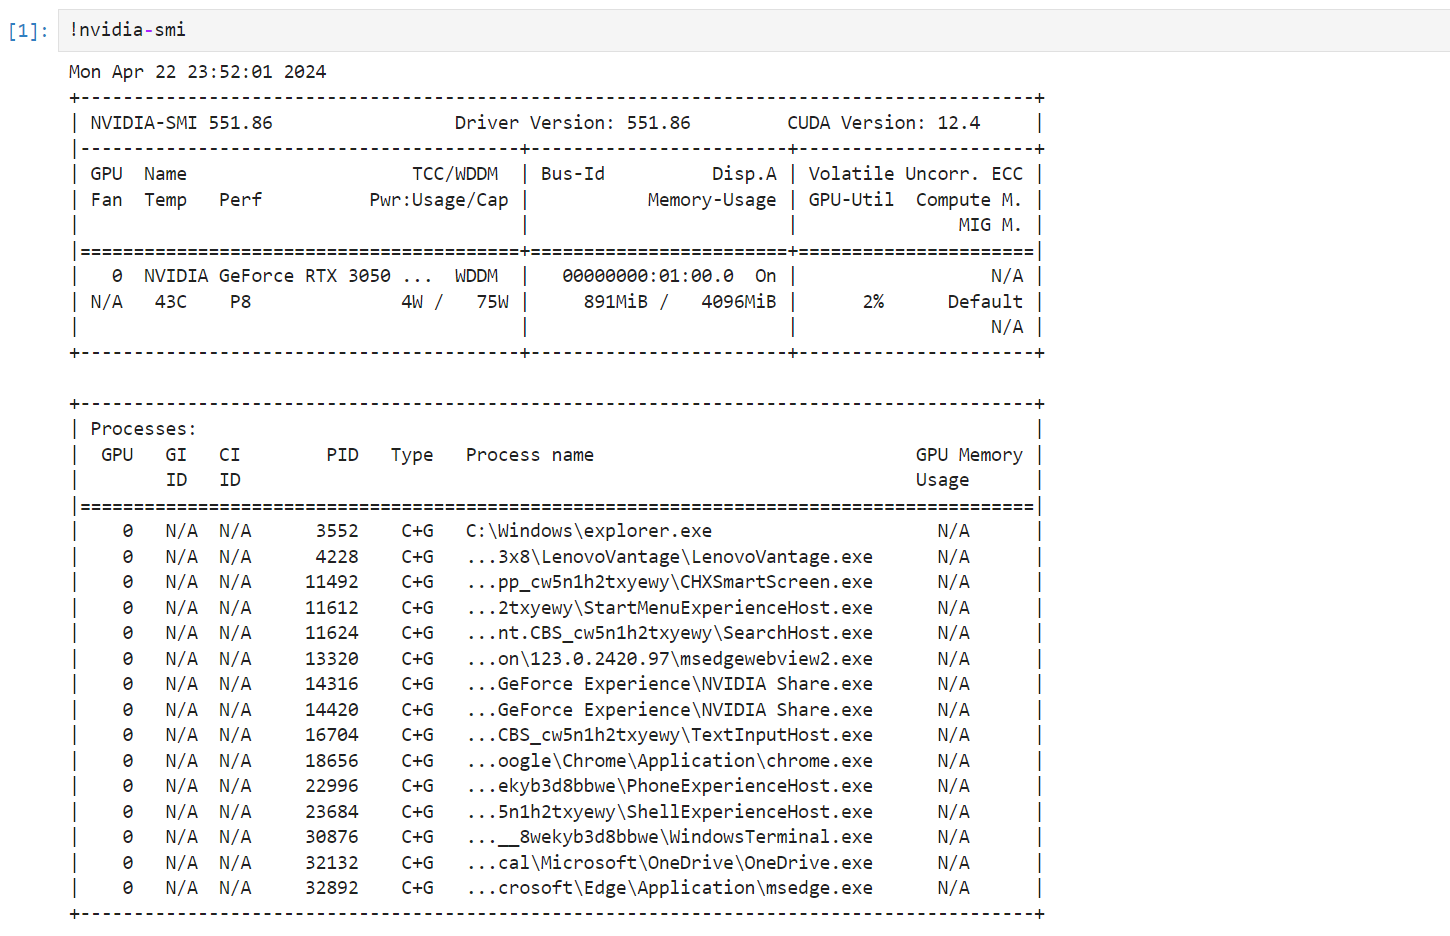 [1]: !nvidia-smi
Mon Apr 22 23:52:01 2024
+-----------------------------------------------------------------------------------------+
| NVIDIA-SMI 551.86                 Driver Version: 551.86         CUDA Version: 12.4     |
|-----------------------------------------+------------------------+----------------------+
| GPU  Name                     TCC/WDDM  | Bus-Id          Disp.A | Volatile Uncorr. ECC |
| Fan  Temp   Perf          Pwr:Usage/Cap |           Memory-Usage | GPU-Util  Compute M. |
|                                         |                        |               MIG M. |
|=========================================+========================+======================|
|   0  NVIDIA GeForce RTX 3050 ...  WDDM  |   00000000:01:00.0  On |                  N/A |
| N/A   43C    P8              4W /   75W |     891MiB /   4096MiB |      2%      Default |
|                                         |                        |                  N/A |
+-----------------------------------------+------------------------+----------------------+
+-----------------------------------------------------------------------------------------+
| Processes:                                                                              |
|  GPU   GI   CI        PID   Type   Process name                              GPU Memory |
|        ID   ID                                                               Usage      |
|=========================================================================================|
|    0   N/A  N/A      3552    C+G   C:\Windows\explorer.exe                     N/A      |
|    0   N/A  N/A      4228    C+G   ...3x8\LenovoVantage\LenovoVantage.exe      N/A      |
|    0   N/A  N/A     11492    C+G   ...pp_cw5n1h2txyewy\CHXSmartScreen.exe      N/A      |
|    0   N/A  N/A     11612    C+G   ...2txyewy\StartMenuExperienceHost.exe      N/A      |
|    0   N/A  N/A     11624    C+G   ...nt.CBS_cw5n1h2txyewy\SearchHost.exe      N/A      |
|    0   N/A  N/A     13320    C+G   ...on\123.0.2420.97\msedgewebview2.exe      N/A      |
|    0   N/A  N/A     14316    C+G   ...GeForce Experience\NVIDIA Share.exe      N/A      |
|    0   N/A  N/A     14420    C+G   ...GeForce Experience\NVIDIA Share.exe      N/A      |
|    0   N/A  N/A     16704    C+G   ...CBS_cw5n1h2txyewy\TextInputHost.exe      N/A      |
|    0   N/A  N/A     18656    C+G   ...oogle\Chrome\Application\chrome.exe      N/A      |
|    0   N/A  N/A     22996    C+G   ...ekyb3d8bbwe\PhoneExperienceHost.exe      N/A      |
|    0   N/A  N/A     23684    C+G   ...5n1h2txyewy\ShellExperienceHost.exe      N/A      |
|    0   N/A  N/A     30876    C+G   ...__8wekyb3d8bbwe\WindowsTerminal.exe      N/A      |
|    0   N/A  N/A     32132    C+G   ...cal\Microsoft\OneDrive\OneDrive.exe      N/A      |
|    0   N/A  N/A     32892    C+G   ...crosoft\Edge\Application\msedge.exe      N/A      |
+-----------------------------------------------------------------------------------------+